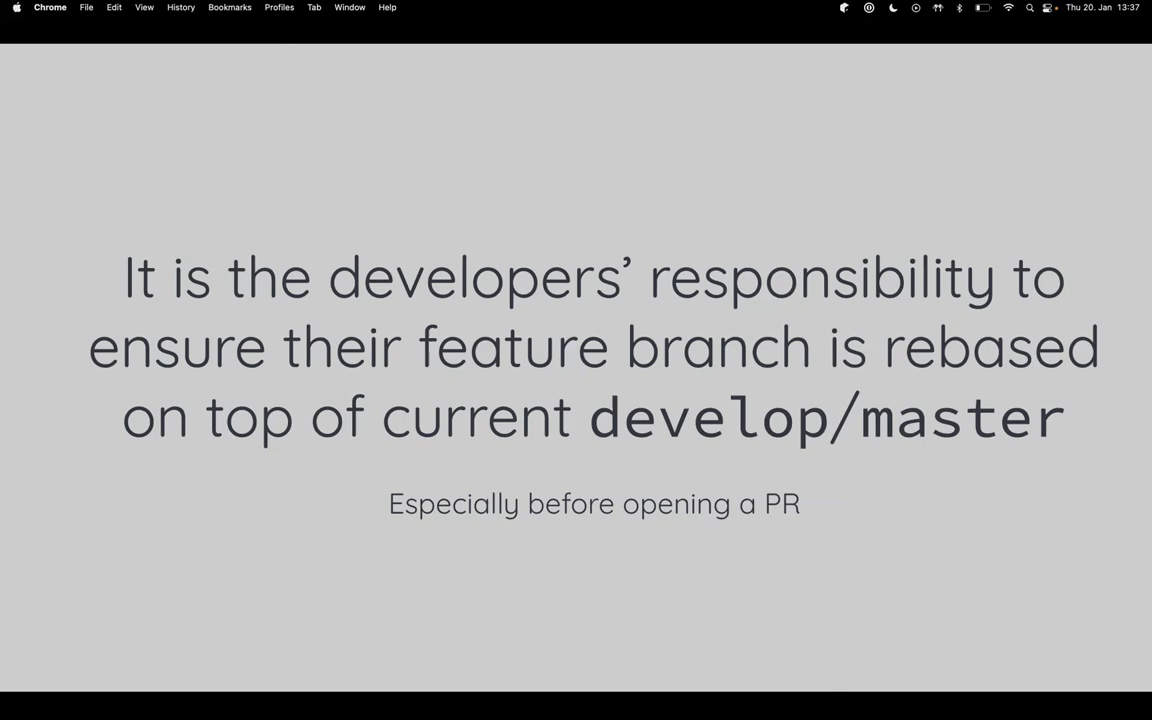 Chrome File Edit View History Bookmarks Profiles Tab Window Help Thu 20. Jan 13:37
It is the developers’ responsibility to
ensure their feature branch is rebased
on top of current develop/master
Especially before opening a PR